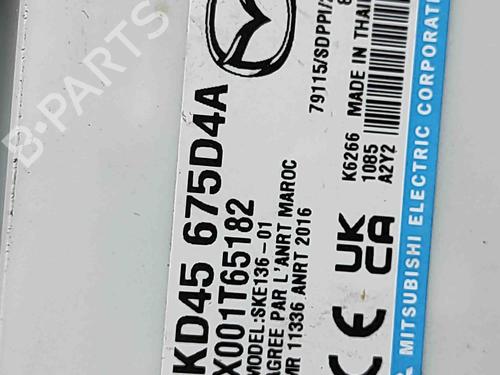 KD45 675D4A
X001T65182
MODEL:SKE136-01
AGREE PAR L'ANRT MAROC
MR 11336 ANRT 2016
79115/SDPPI/
K6266 MADE IN THAI
1085
A2Y2
UK
CA
CE
MITSUBISHI ELECTRIC CORPORAT
B-PARTS